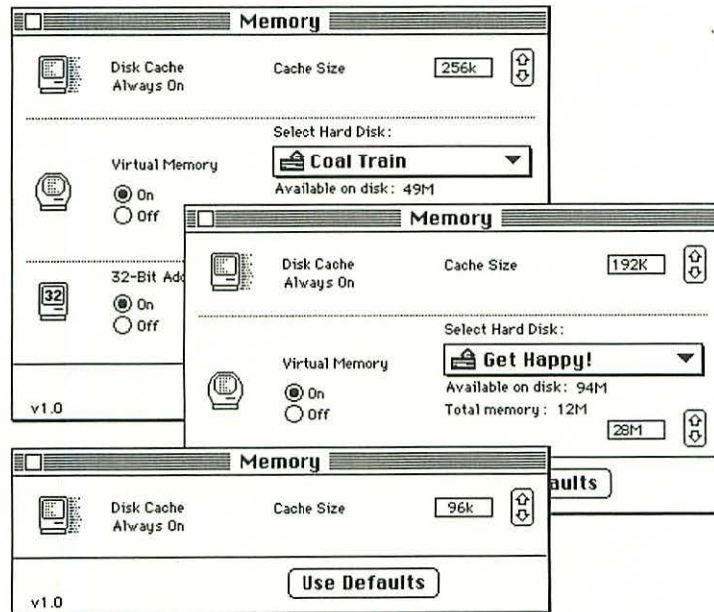 Memory
Disk Cache
Always On
Cache Size
256k
Select Hard Disk:
Virtual Memory
Coal Train
On
Off
Available on disk: 49M
32
32-Bit Add
On
Off
v1.0
Memory
Disk Cache
Always On
Cache Size
192K
Select Hard Disk:
Virtual Memory
Get Happy!
On
Off
Available on disk: 94M
Total memory: 12M
28M
aults
Memory
Disk Cache
Always On
Cache Size
96k
Use Defaults
v1.0